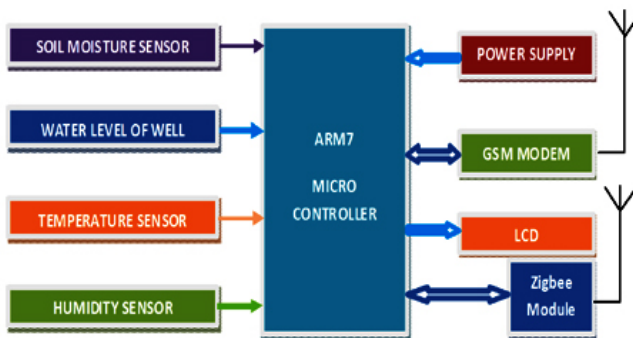 SOIL MOISTURE SENSOR
WATER LEVEL OF WELL
TEMPERATURE SENSOR
HUMIDITY SENSOR
ARM7
MICRO
CONTROLLER
POWER SUPPLY
GSM MODEM
LCD
Zigbee
Module